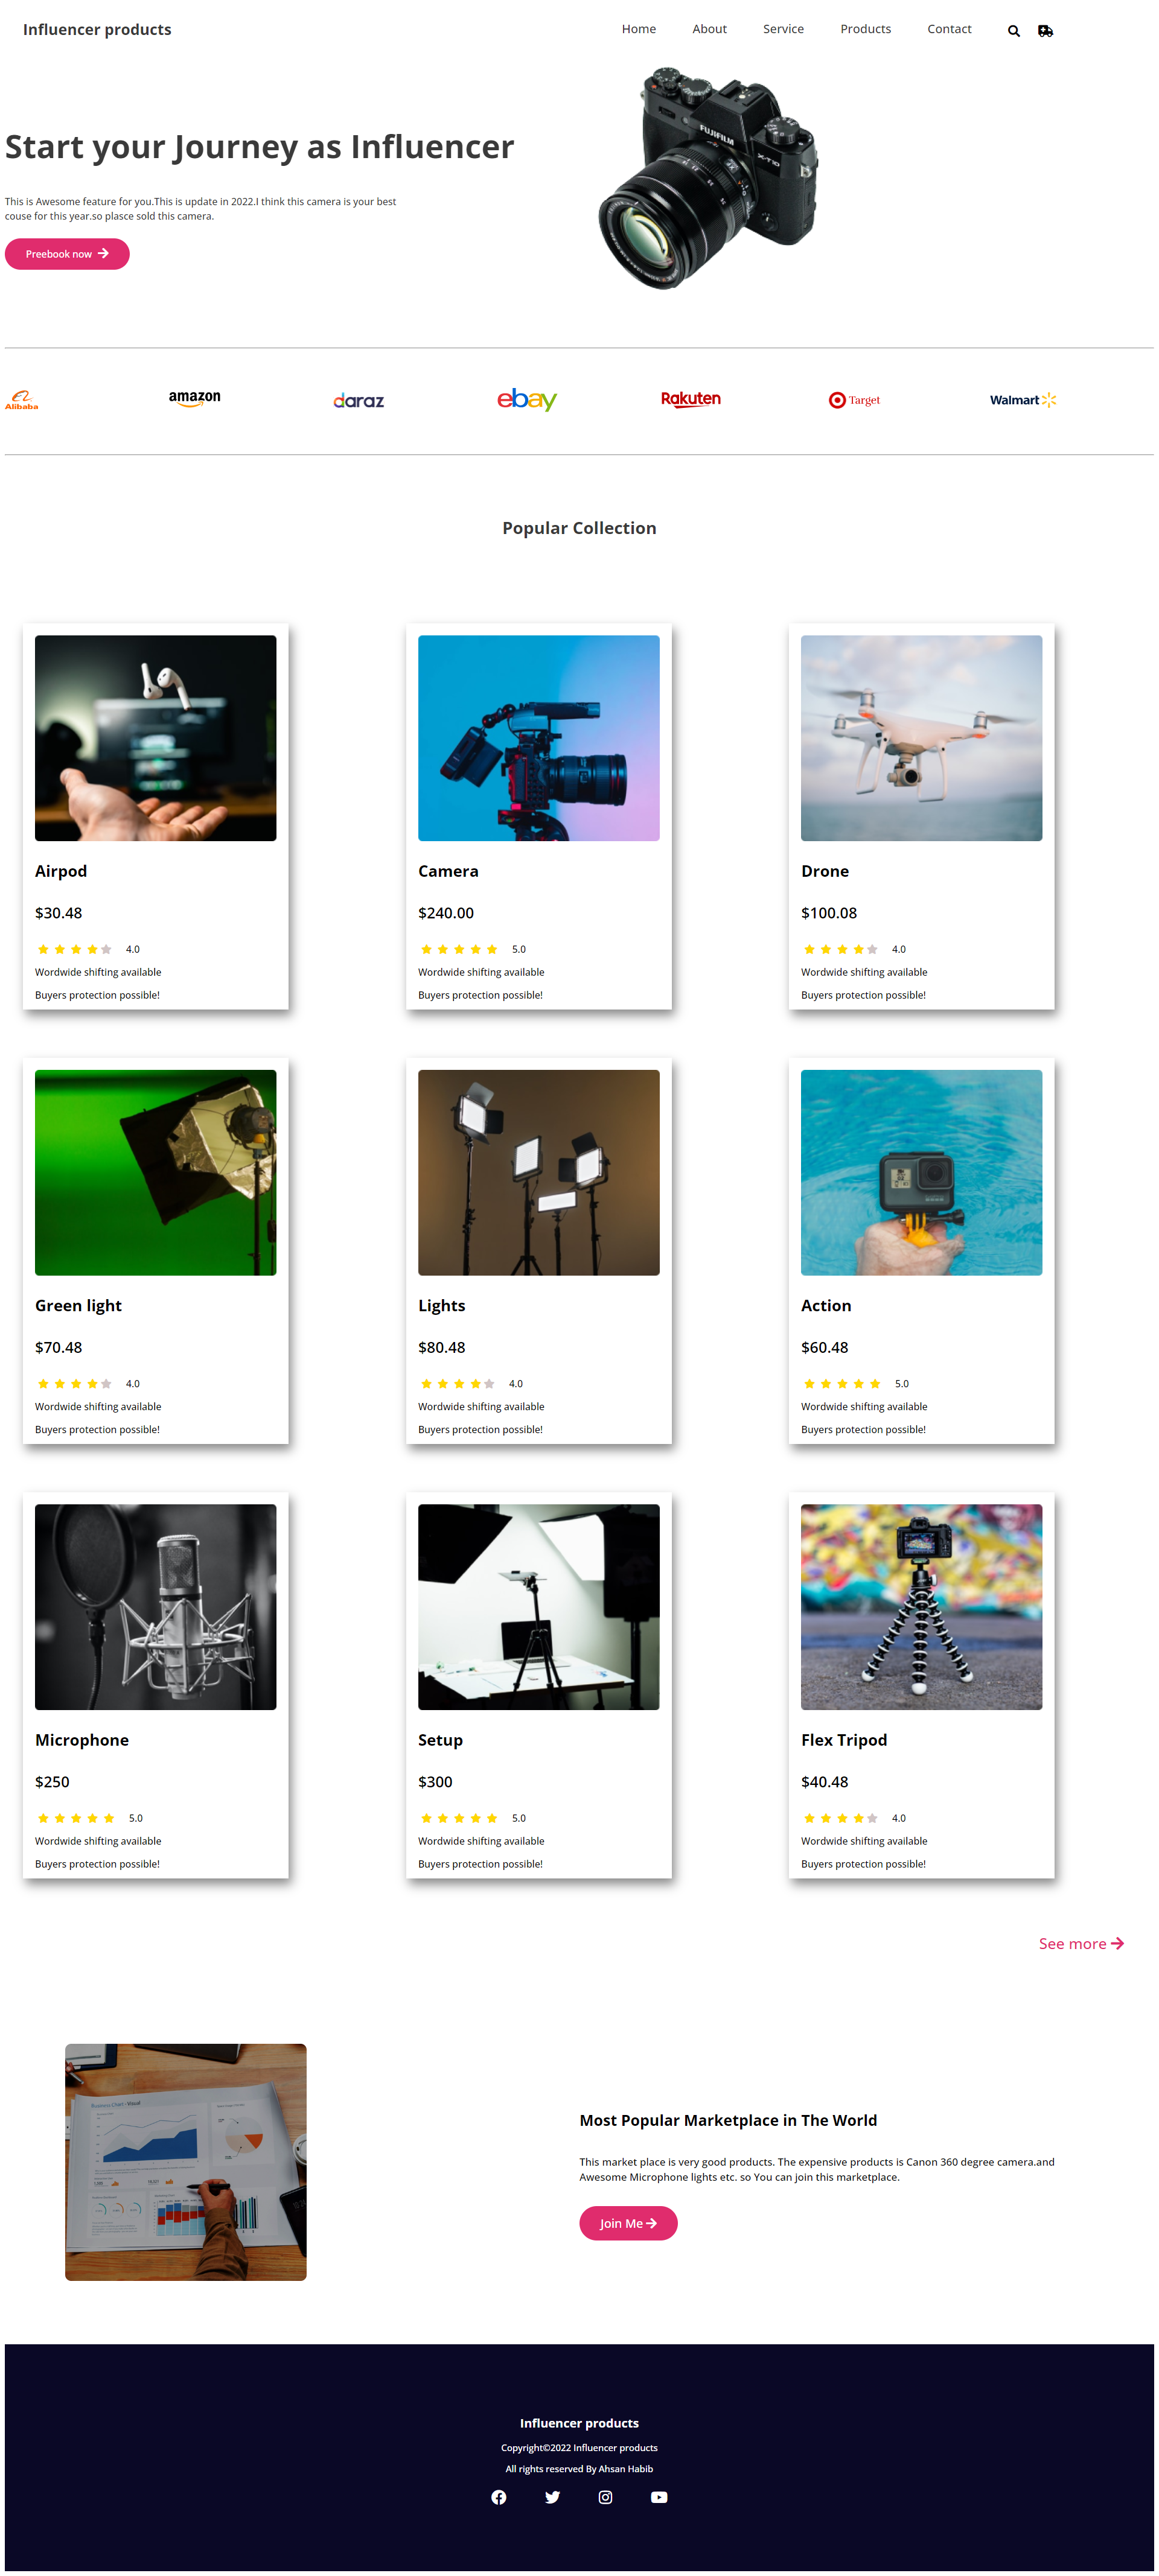 Influencer products
Home About Service Products Contact
FUJIFILM
X-T10
Start your Journey as Influencer
This is Awesome feature for you.This is update in 2022.I think this camera is your best
couse for this year.so plasce sold this camera.
Preebook now
Alibaba
amazon
daraz
ebay
Rakuten
Target
Walmart
Popular Collection
Airpod
$30.48
4.0
Wordwide shifting available
Buyers protection possible!
Camera
$240.00
5.0
Wordwide shifting available
Buyers protection possible!
Drone
$100.08
4.0
Wordwide shifting available
Buyers protection possible!
Green light
$70.48
4.0
Wordwide shifting available
Buyers protection possible!
Lights
$80.48
4.0
Wordwide shifting available
Buyers protection possible!
Action
$60.48
5.0
Wordwide shifting available
Buyers protection possible!
Microphone
$250
5.0
Wordwide shifting available
Buyers protection possible!
Setup
$300
5.0
Wordwide shifting available
Buyers protection possible!
Flex Tripod
$40.48
4.0
Wordwide shifting available
Buyers protection possible!
See more
Business Chart - Visual
Most Popular Marketplace in The World
This market place is very good products. The expensive products is Canon 360 degree camera.and
Awesome Microphone lights etc. so You can join this marketplace.
Join Me
Influencer products
Copyright©2022 Influencer products
All rights reserved By Ahsan Habib